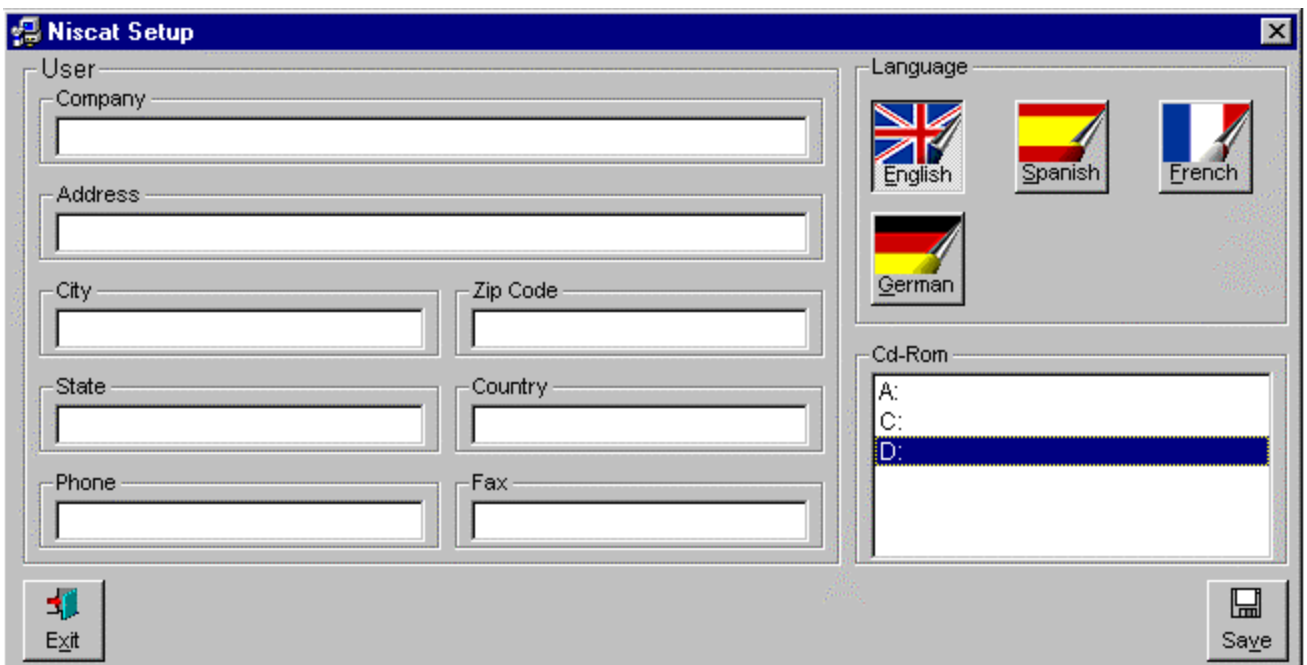 Niscat Setup
User
Company
Address
City
Zip Code
State
Country
Phone
Fax
Language
English
Spanish
French
German
Cd-Rom
A:
C:
D:
Exit
Save